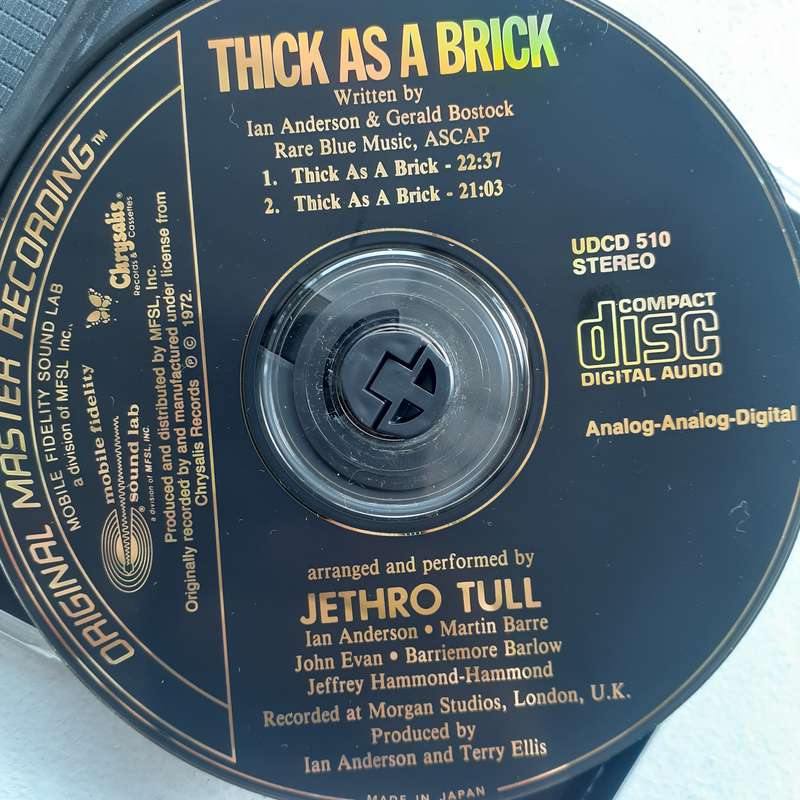 THICK AS A BRICK
Written by
Ian Anderson & Gerald Bostock
Rare Blue Music, ASCAP
1. Thick As A Brick - 22:37
2. Thick As A Brick - 21:03
UDCD 510
STEREO
COMPACT
disc
DIGITAL AUDIO
Analog-Analog-Digital
ORIGINAL MASTER RECORDING™
MOBILE FIDELITY SOUND LAB
a division of MFSL, Inc.
Chrysalis®
Records & Cassettes
mobile fidelity
sound lab
a division of MFSL, INC.
Produced and distributed by MFSL, Inc.
Originally recorded by and manufactured under license from
Chrysalis Records ℗ © 1972.
arranged and performed by
JETHRO TULL
Ian Anderson • Martin Barre
John Evan • Barriemore Barlow
Jeffrey Hammond-Hammond
Recorded at Morgan Studios, London, U.K.
Produced by
Ian Anderson and Terry Ellis
MADE IN JAPAN